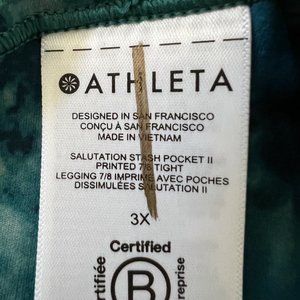 ATHLETA
DESIGNED IN SAN FRANCISCO
CONÇU À SAN FRANCISCO
MADE IN VIETNAM
SALUTATION STASH POCKET II
PRINTED 7/8 TIGHT
LEGGING 7/8 IMPRIMÉ AVEC POCHES
DISSIMULÉES SALUTATION II
3X
Certified
B